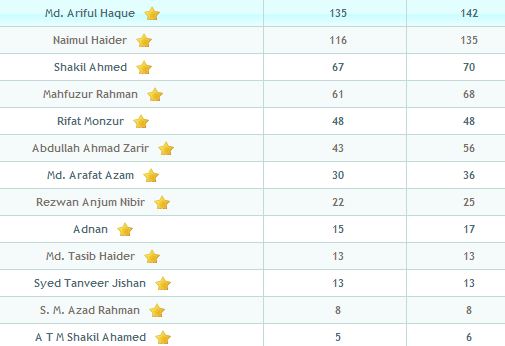 Md. Ariful Haque 135 142
Naimul Haider 116 135
Shakil Ahmed 67 70
Mahfuzur Rahman 61 68
Rifat Monzur 48 48
Abdullah Ahmad Zarir 43 56
Md. Arafat Azam 30 36
Rezwan Anjum Nibir 22 25
Adnan 15 17
Md. Tasib Haider 13 13
Syed Tanveer Jishan 13 13
S. M. Azad Rahman 8 8
A T M Shakil Ahamed 5 6